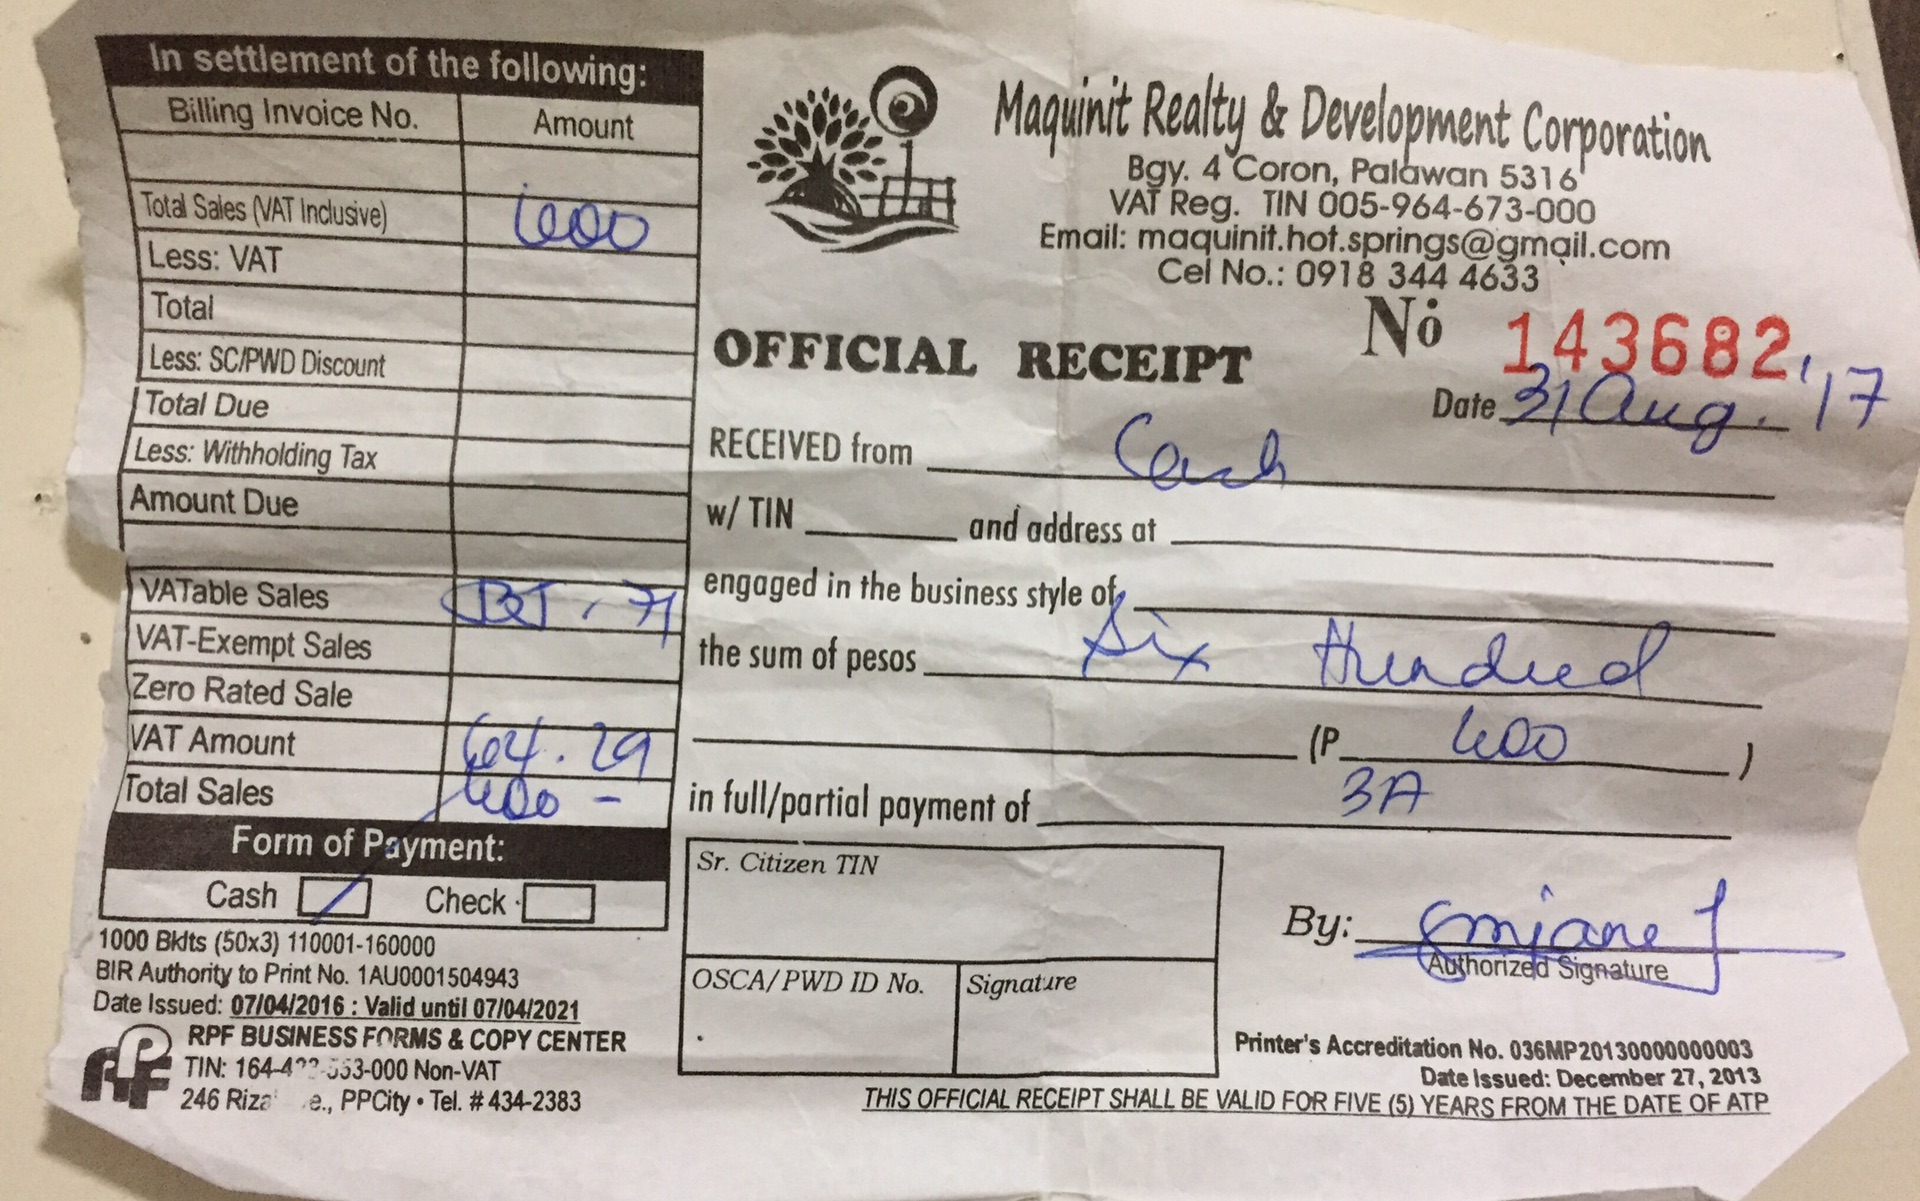 In settlement of the following:
Billing Invoice No. Amount
Total Sales (VAT Inclusive) 600
Less: VAT
Total
Less: SC/PWD Discount
Total Due
Less: Withholding Tax
Amount Due
VATable Sales 535.71
VAT-Exempt Sales
Zero Rated Sale
VAT Amount 64.29
Total Sales 600 -
Form of Payment:
Cash Check
1000 Bklts (50x3) 110001-160000
BIR Authority to Print No. 1AU0001504943
Date Issued: 07/04/2016 : Valid until 07/04/2021
RPF
RPF BUSINESS FORMS & COPY CENTER
TIN: Non-VAT
246 PPCity • Tel. # 434-2383
Maquinit Realty & Development Corporation
Bgy. 4 Coron, Palawan 5316
VAT Reg. TIN 005-964-673-000
Email: maquinit.hot.springs@gmail.com
Cel No.: 0918 344 4633
OFFICIAL RECEIPT No 143682
Date 31 Aug. '17
RECEIVED from Cash
w/ TIN and address at
engaged in the business style of
the sum of pesos Six Hundred
(P 600 )
in full/partial payment of 3A
Sr. Citizen TIN
OSCA/PWD ID No. Signature
By:
Authorized Signature
Printer's Accreditation No. 036MP20130000000003
Date Issued: December 27, 2013
THIS OFFICIAL RECEIPT SHALL BE VALID FOR FIVE (5) YEARS FROM THE DATE OF ATP